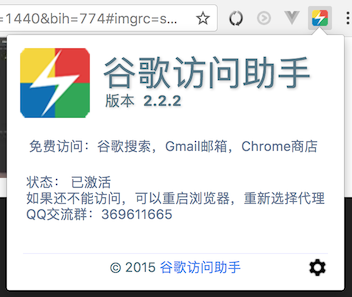 =1440&bih=774#imgrc=s...
谷歌访问助手
版本 2.2.2
免费访问：谷歌搜索，Gmail邮箱，Chrome商店
状态： 已激活
如果还不能访问，可以重启浏览器，重新选择代理
QQ交流群：369611665
© 2015 谷歌访问助手